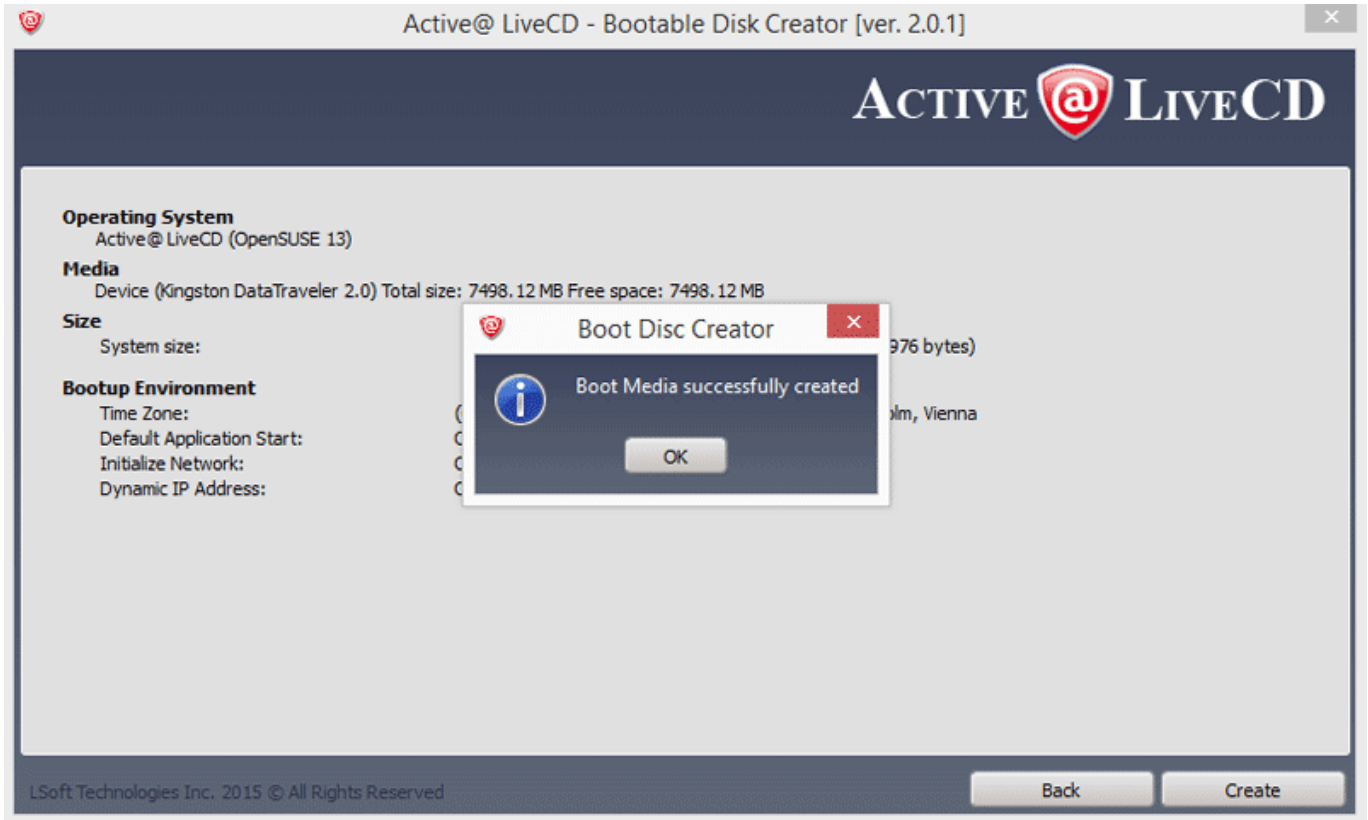 Active@ LiveCD - Bootable Disk Creator [ver. 2.0.1]
ACTIVE @ LIVECD
Operating System
Active@ LiveCD (OpenSUSE 13)
Media
Device (Kingston DataTraveler 2.0) Total size: 7498.12 MB Free space: 7498.12 MB
Size
System size:
976 bytes)
Bootup Environment
Time Zone:
(
, Vienna
Default Application Start:
Initialize Network:
Dynamic IP Address:
Boot Disc Creator
Boot Media successfully created
OK
LSoft Technologies Inc. 2015 © All Rights Reserved
Back
Create